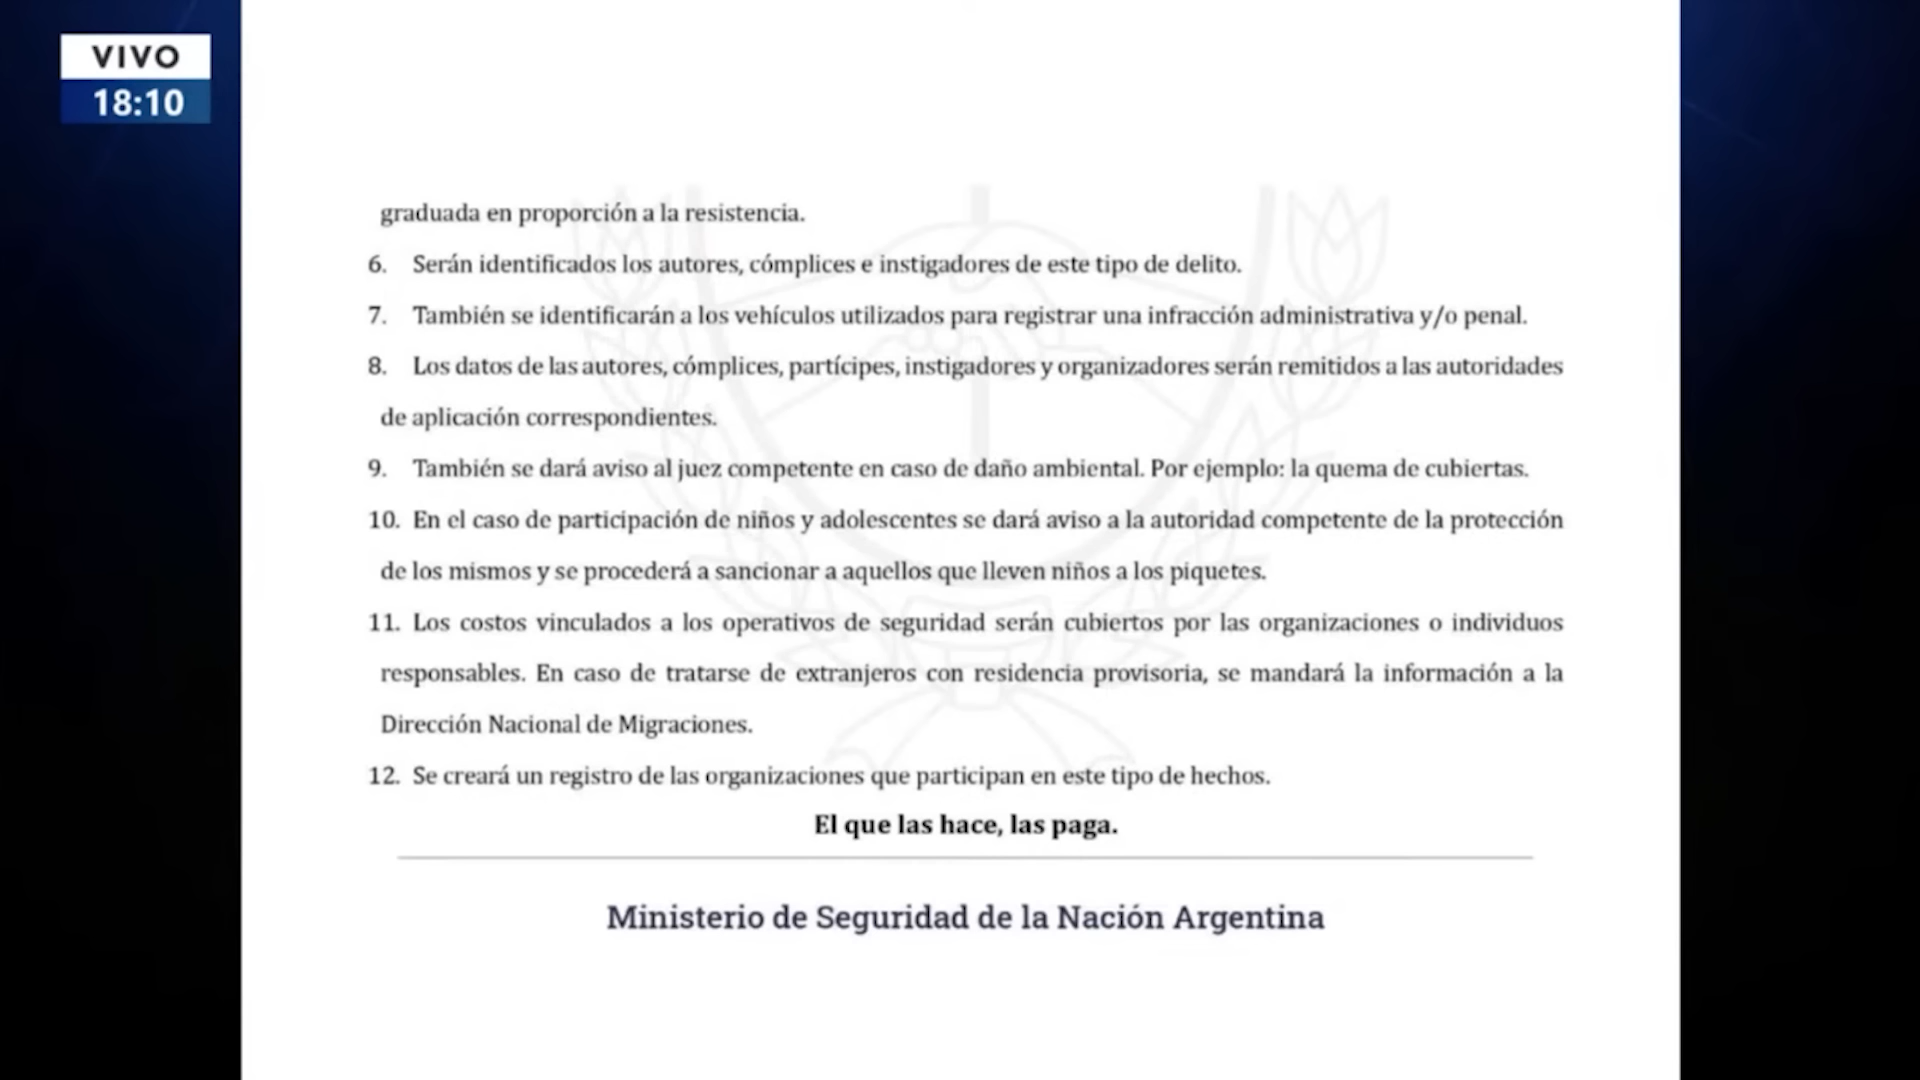 VIVO
18:10
graduada en proporción a la resistencia.
6. Serán identificados los autores, cómplices e instigadores de este tipo de delito.
7. También se identificarán a los vehículos utilizados para registrar una infracción administrativa y/o penal.
8. Los datos de las autores, cómplices, partícipes, instigadores y organizadores serán remitidos a las autoridades
de aplicación correspondientes.
9. También se dará aviso al juez competente en caso de daño ambiental. Por ejemplo: la quema de cubiertas.
10. En el caso de participación de niños y adolescentes se dará aviso a la autoridad competente de la protección
de los mismos y se procederá a sancionar a aquellos que lleven niños a los piquetes.
11. Los costos vinculados a los operativos de seguridad serán cubiertos por las organizaciones o individuos
responsables. En caso de tratarse de extranjeros con residencia provisoria, se mandará la información a la
Dirección Nacional de Migraciones.
12. Se creará un registro de las organizaciones que participan en este tipo de hechos.
El que las hace, las paga.
Ministerio de Seguridad de la Nación Argentina